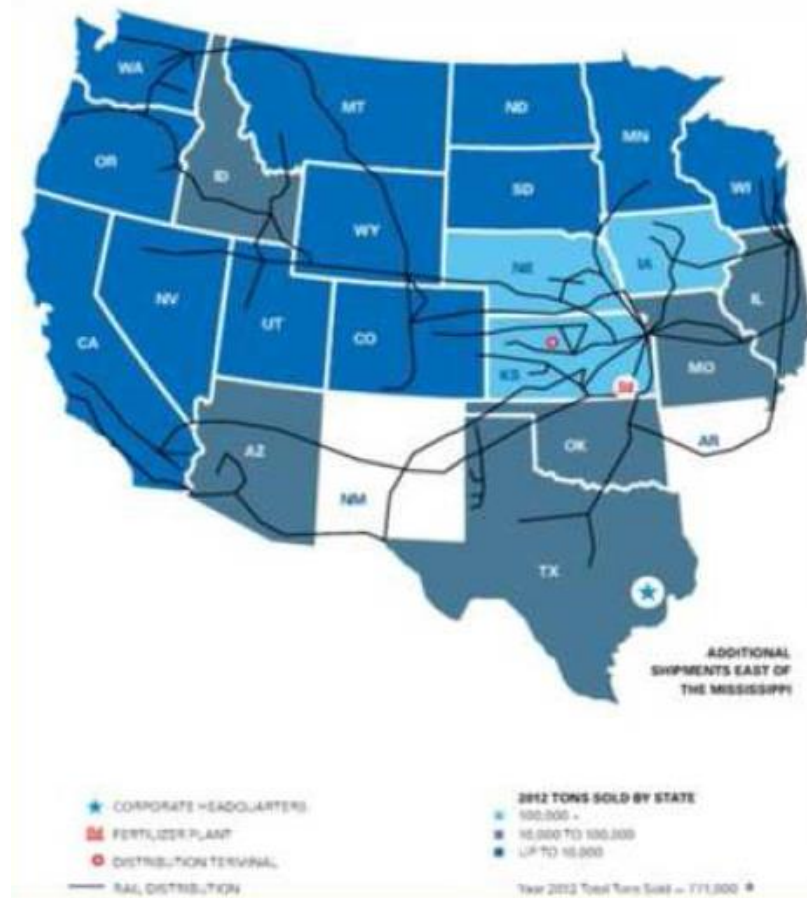 WA
MT
ND
MN
OR
ID
SD
WI
WY
NE
IA
NV
IL
UT
CO
CA
KS
MO
AZ
OK
AR
NM
TX
ADDITIONAL
SHIPMENTS EAST OF
THE MISSISSIPPI
CORPORATE HEADQUARTERS
FERTILIZER PLANT
DISTRIBUTION TERMINAL
RAIL DISTRIBUTION
2012 TONS SOLD BY STATE
100,000 +
10,000 TO 100,000
UP TO 10,000
Year 2012 Total Tons Sold — 771,000